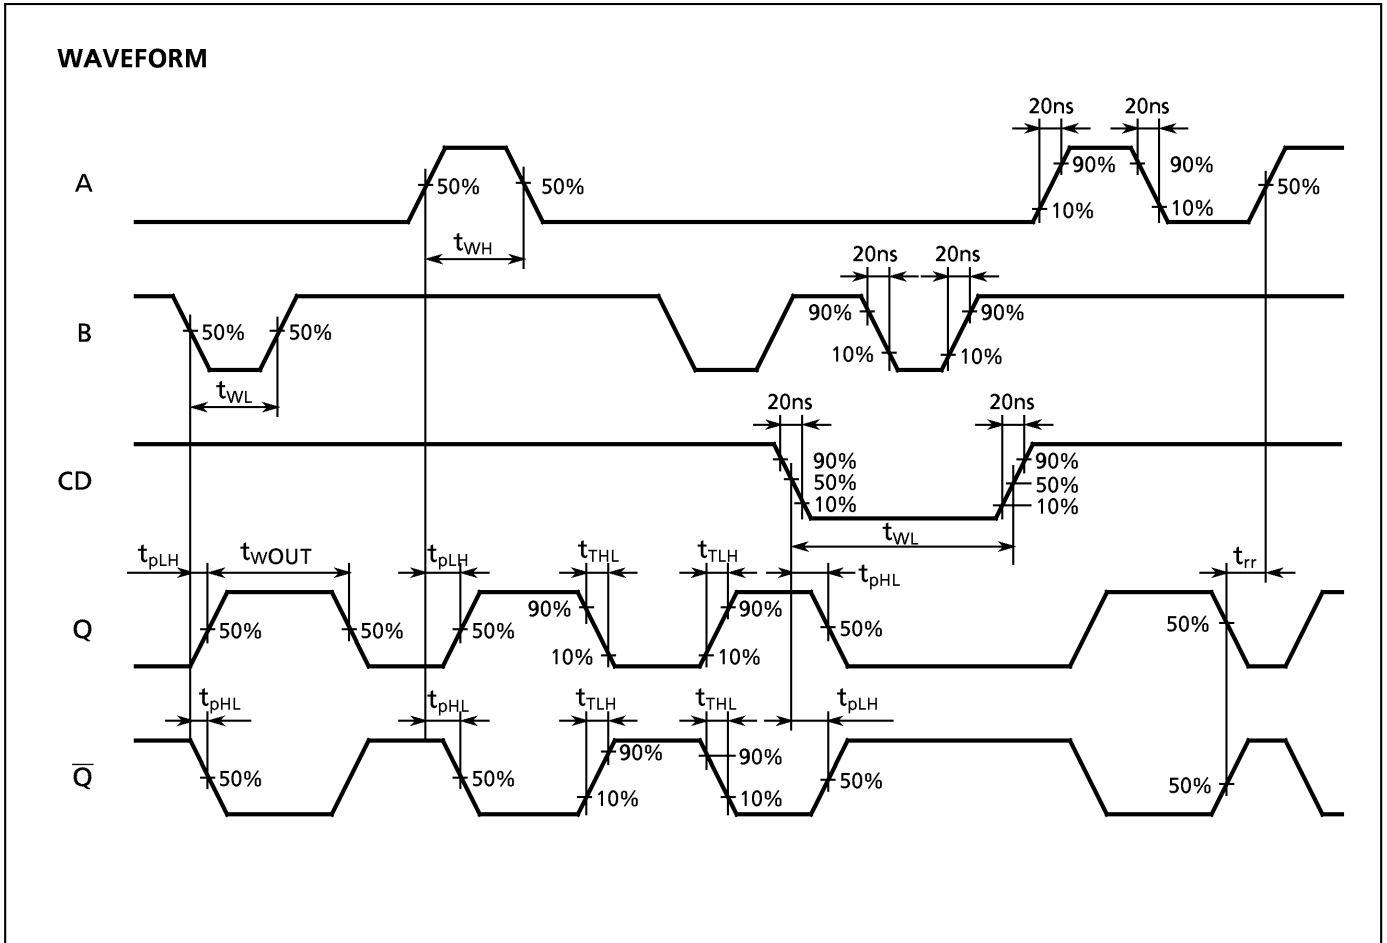 WAVEFORM
20ns 20ns
A 50% 50% 90% 10% 90% 10% 50%
tWH
20ns 20ns
B 50% 50% 90% 10% 90% 10%
tWL
20ns 20ns
CD 90% 50% 10% 90% 50% 10%
tWL
tpLH twOUT tpLH tTHL tTLH tpHL trr
Q 50% 50% 50% 90% 10% 90% 10% 50% 50%
tpHL tpHL tTLH tTHL tpLH
Q̅ 50% 50% 90% 10% 90% 10% 50% 50%